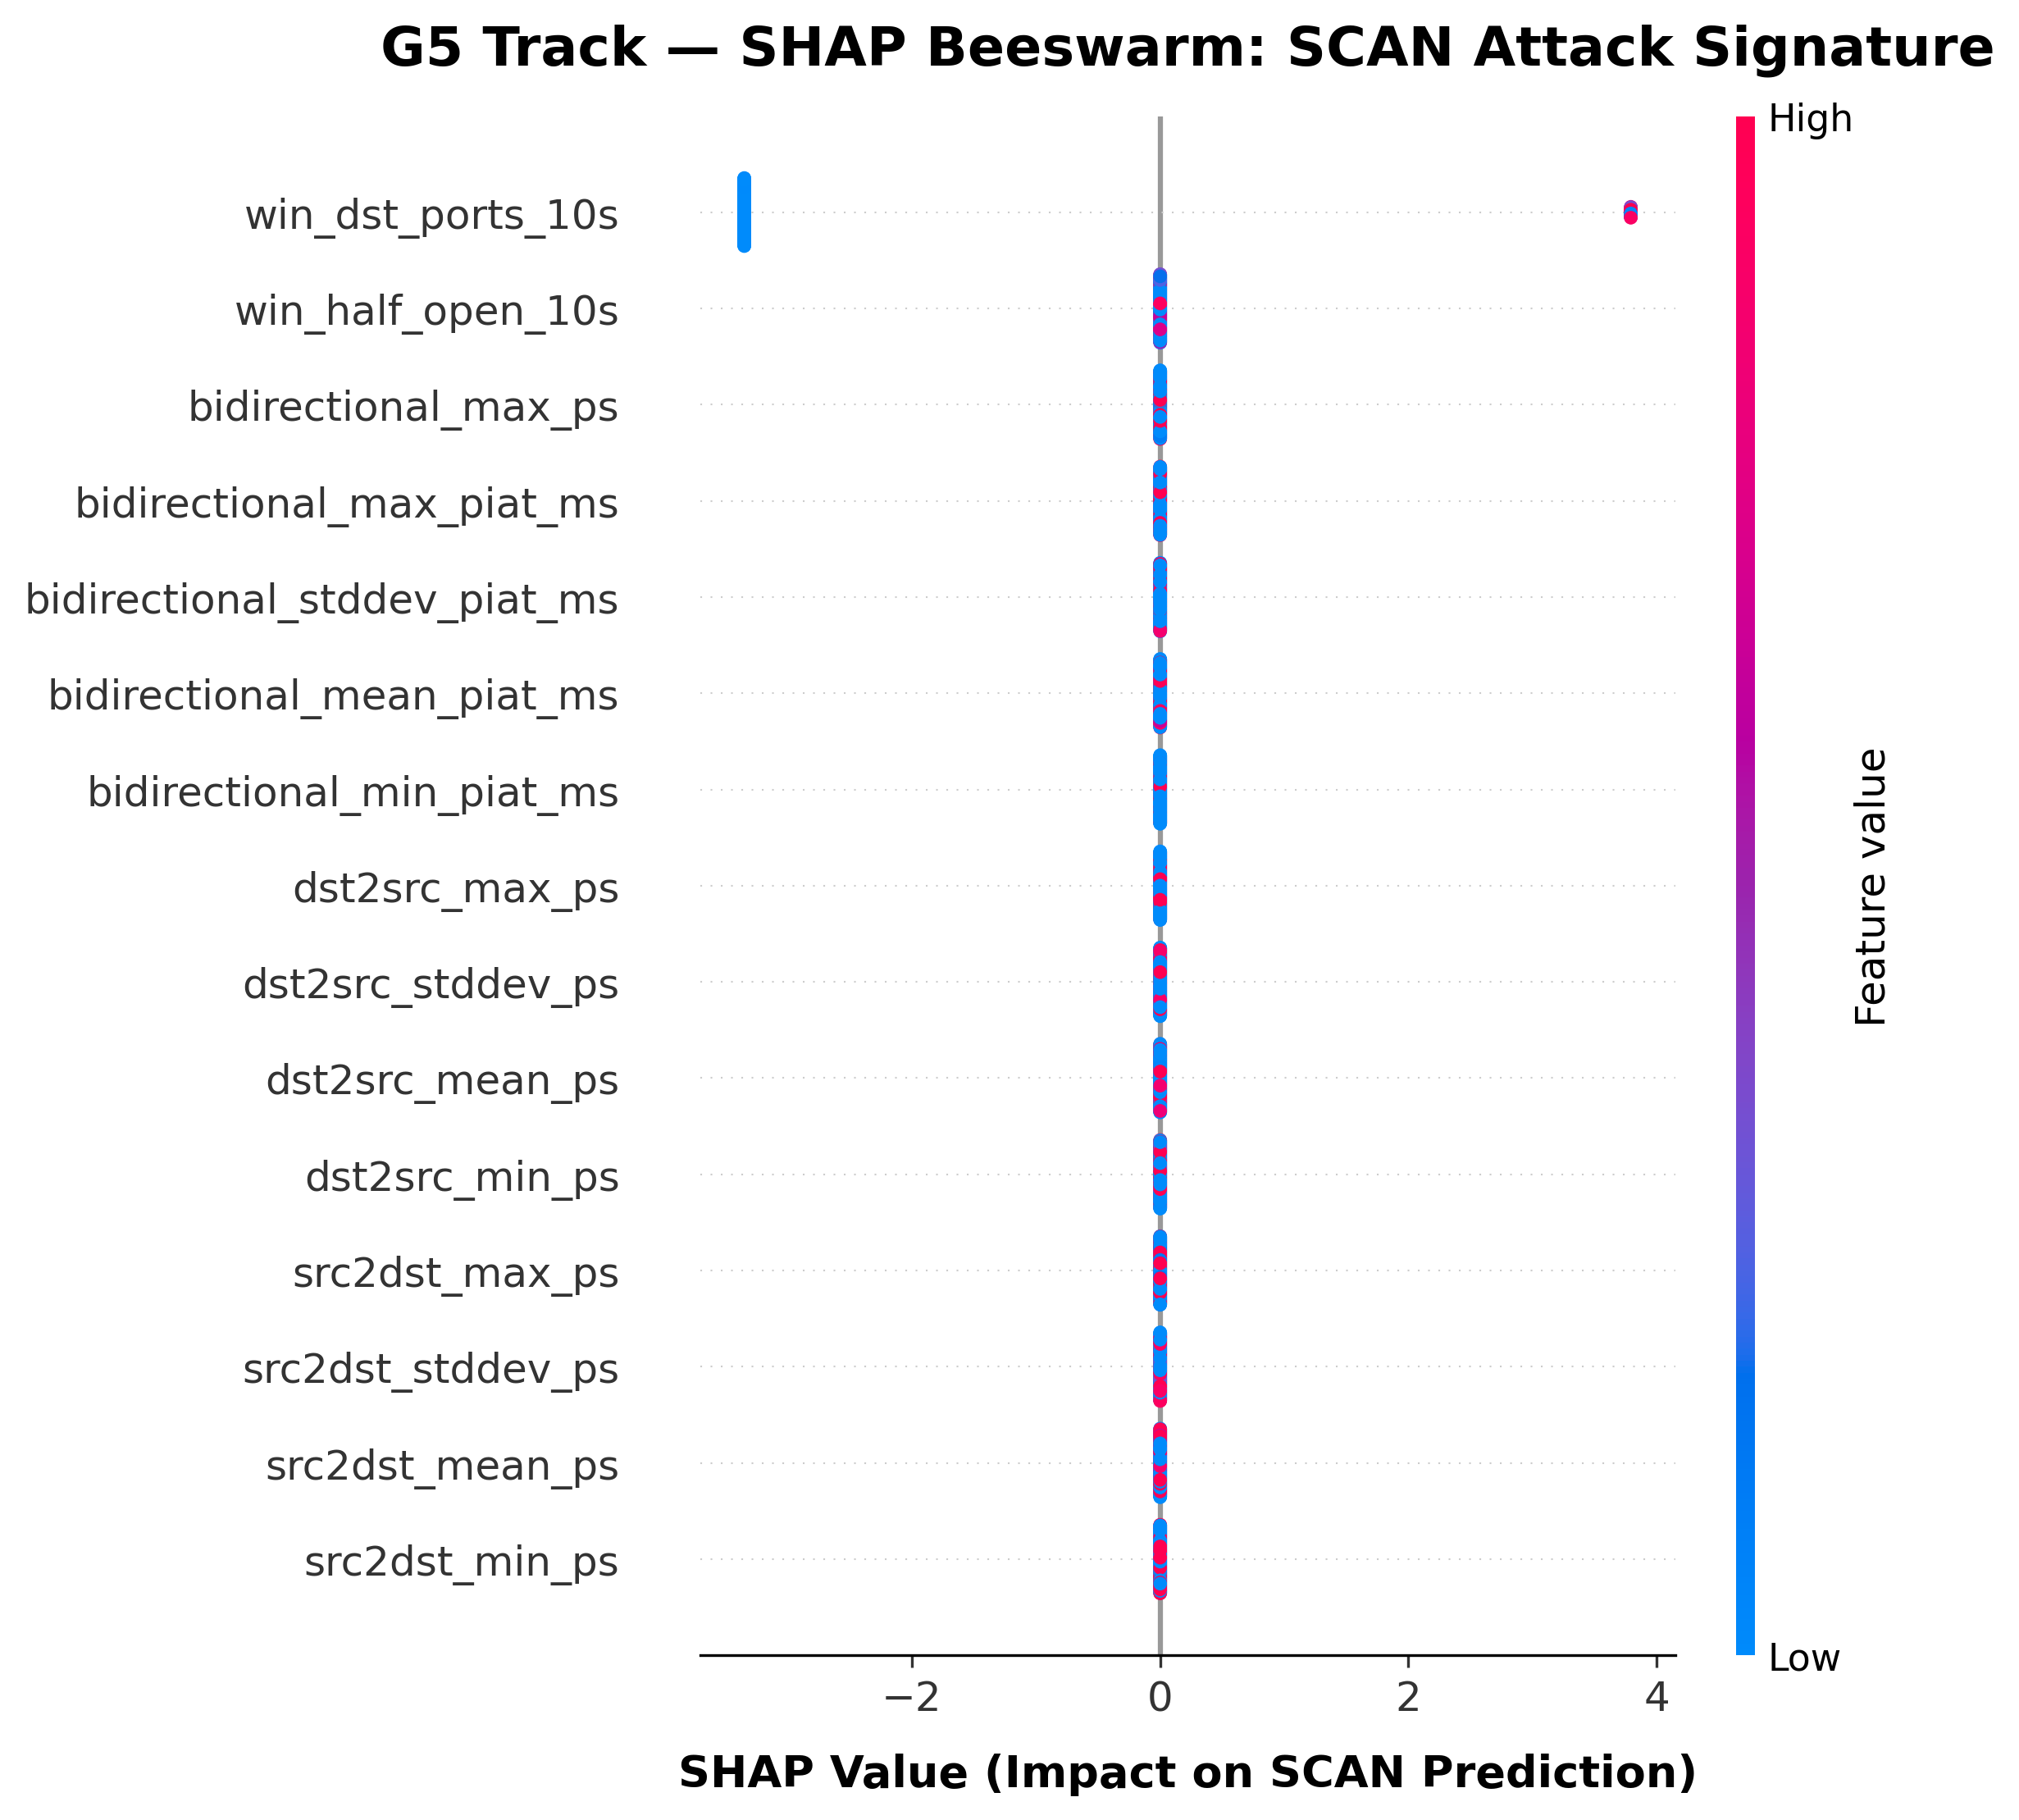 G5 Track — SHAP Beeswarm: SCAN Attack Signature
High
win_dst_ports_10s
win_half_open_10s
bidirectional_max_ps
bidirectional_max_piat_ms
bidirectional_stddev_piat_ms
bidirectional_mean_piat_ms
bidirectional_min_piat_ms
dst2src_max_ps
dst2src_stddev_ps
dst2src_mean_ps
dst2src_min_ps
src2dst_max_ps
src2dst_stddev_ps
src2dst_mean_ps
src2dst_min_ps
Feature value
Low
−2 0 2 4
SHAP Value (Impact on SCAN Prediction)